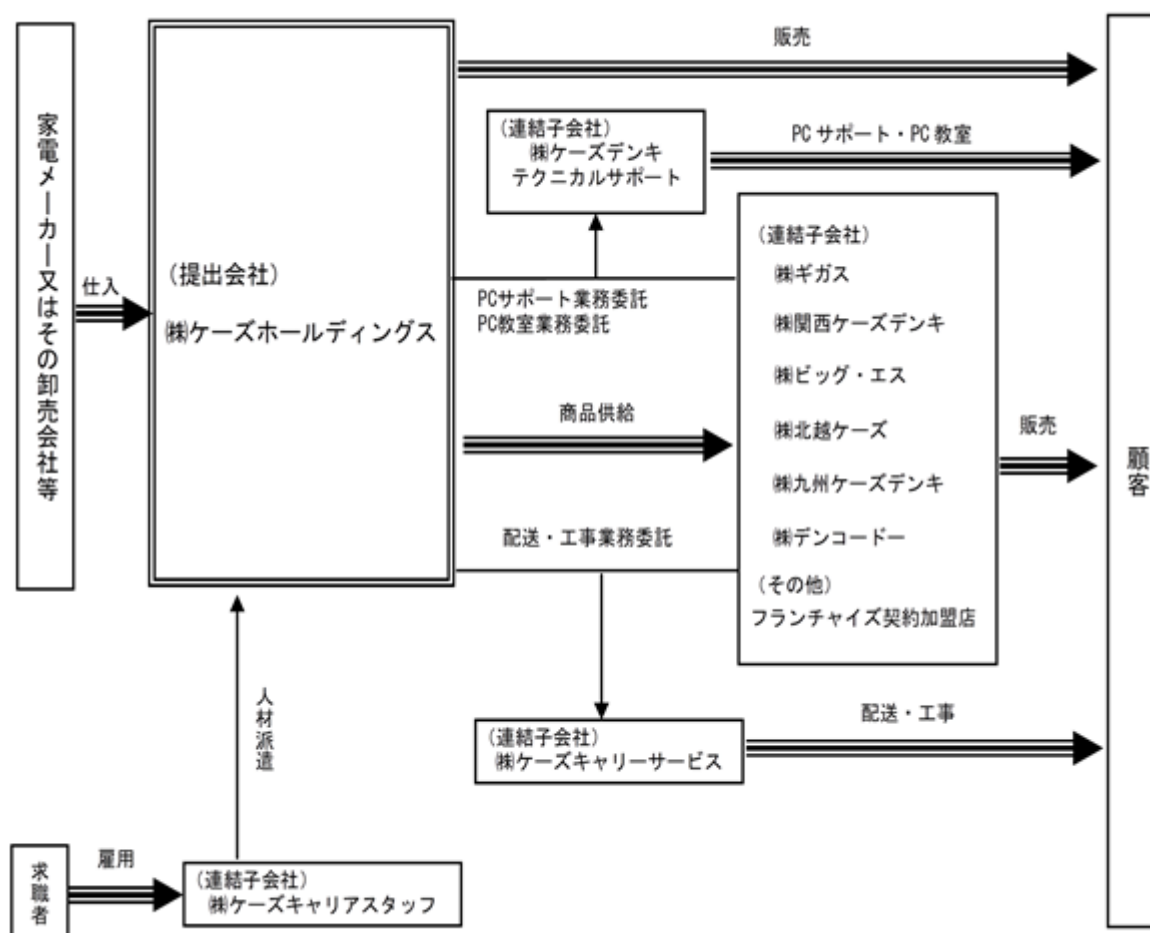 家電メーカー又はその卸売会社等
仕入
（提出会社）
㈱ケーズホールディングス
販売
（連結子会社）
㈱ケーズデンキ
テクニカルサポート
PCサポート・PC教室
PCサポート業務委託
PC教室業務委託
商品供給
配送・工事業務委託
（連結子会社）
㈱ギガス
㈱関西ケーズデンキ
㈱ビッグ・エス
㈱北越ケーズ
㈱九州ケーズデンキ
㈱デンコードー
（その他）
フランチャイズ契約加盟店
販売
顧客
人材派遣
（連結子会社）
㈱ケーズキャリーサービス
配送・工事
求職者
雇用
（連結子会社）
㈱ケーズキャリアスタッフ